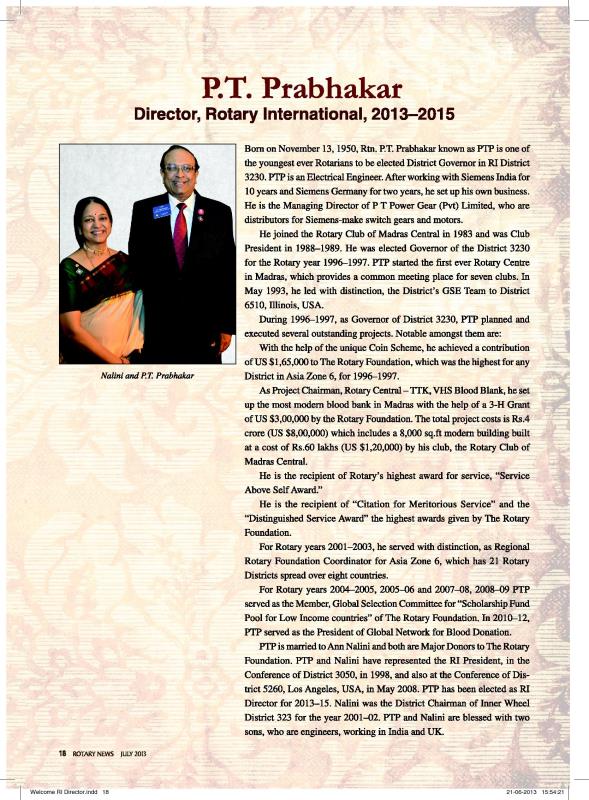 P.T. Prabhakar
Director, Rotary International, 2013–2015
Born on November 13, 1950, Rtn. P.T. Prabhakar known as PTP is one of
the youngest ever Rotarians to be elected District Governor in RI District
3230. PTP is an Electrical Engineer. After working with Siemens India for
10 years and Siemens Germany for two years, he set up his own business.
He is the Managing Director of P T Power Gear (Pvt) Limited, who are
distributors for Siemens-make switch gears and motors.
He joined the Rotary Club of Madras Central in 1983 and was Club
President in 1988–1989. He was elected Governor of the District 3230
for the Rotary year 1996–1997. PTP started the first ever Rotary Centre
in Madras, which provides a common meeting place for seven clubs. In
May 1993, he led with distinction, the District's GSE Team to District
6510, Illinois, USA.
During 1996–1997, as Governor of District 3230, PTP planned and
executed several outstanding projects. Notable amongst them are:
With the help of the unique Coin Scheme, he achieved a contribution
of US $1,65,000 to The Rotary Foundation, which was the highest for any
District in Asia Zone 6, for 1996–1997.
As Project Chairman, Rotary Central – TTK, VHS Blood Blank, he set
up the most modern blood bank in Madras with the help of a 3-H Grant
of US $3,00,000 by the Rotary Foundation. The total project costs is Rs.4
crore (US $8,00,000) which includes a 8,000 sq.ft modern building built
at a cost of Rs.60 lakhs (US $1,20,000) by his club, the Rotary Club of
Madras Central.
He is the recipient of Rotary's highest award for service, "Service
Above Self Award."
He is the recipient of "Citation for Meritorious Service" and the
"Distinguished Service Award" the highest awards given by The Rotary
Foundation.
For Rotary years 2001–2003, he served with distinction, as Regional
Rotary Foundation Coordinator for Asia Zone 6, which has 21 Rotary
Districts spread over eight countries.
For Rotary years 2004–2005, 2005–06 and 2007–08, 2008–09 PTP
served as the Member, Global Selection Committee for "Scholarship Fund
Pool for Low Income countries" of The Rotary Foundation. In 2010–12,
PTP served as the President of Global Network for Blood Donation.
PTP is married to Ann Nalini and both are Major Donors to The Rotary
Foundation. PTP and Nalini have represented the RI President, in the
Conference of District 3050, in 1998, and also at the Conference of Dis-
trict 5260, Los Angeles, USA, in May 2008. PTP has been elected as RI
Director for 2013–15. Nalini was the District Chairman of Inner Wheel
District 323 for the year 2001–02. PTP and Nalini are blessed with two
sons, who are engineers, working in India and UK.
Nalini and P.T. Prabhakar
18 ROTARY NEWS JULY 2013
Welcome RI Director.indd 18
21-06-2013 15:54:21